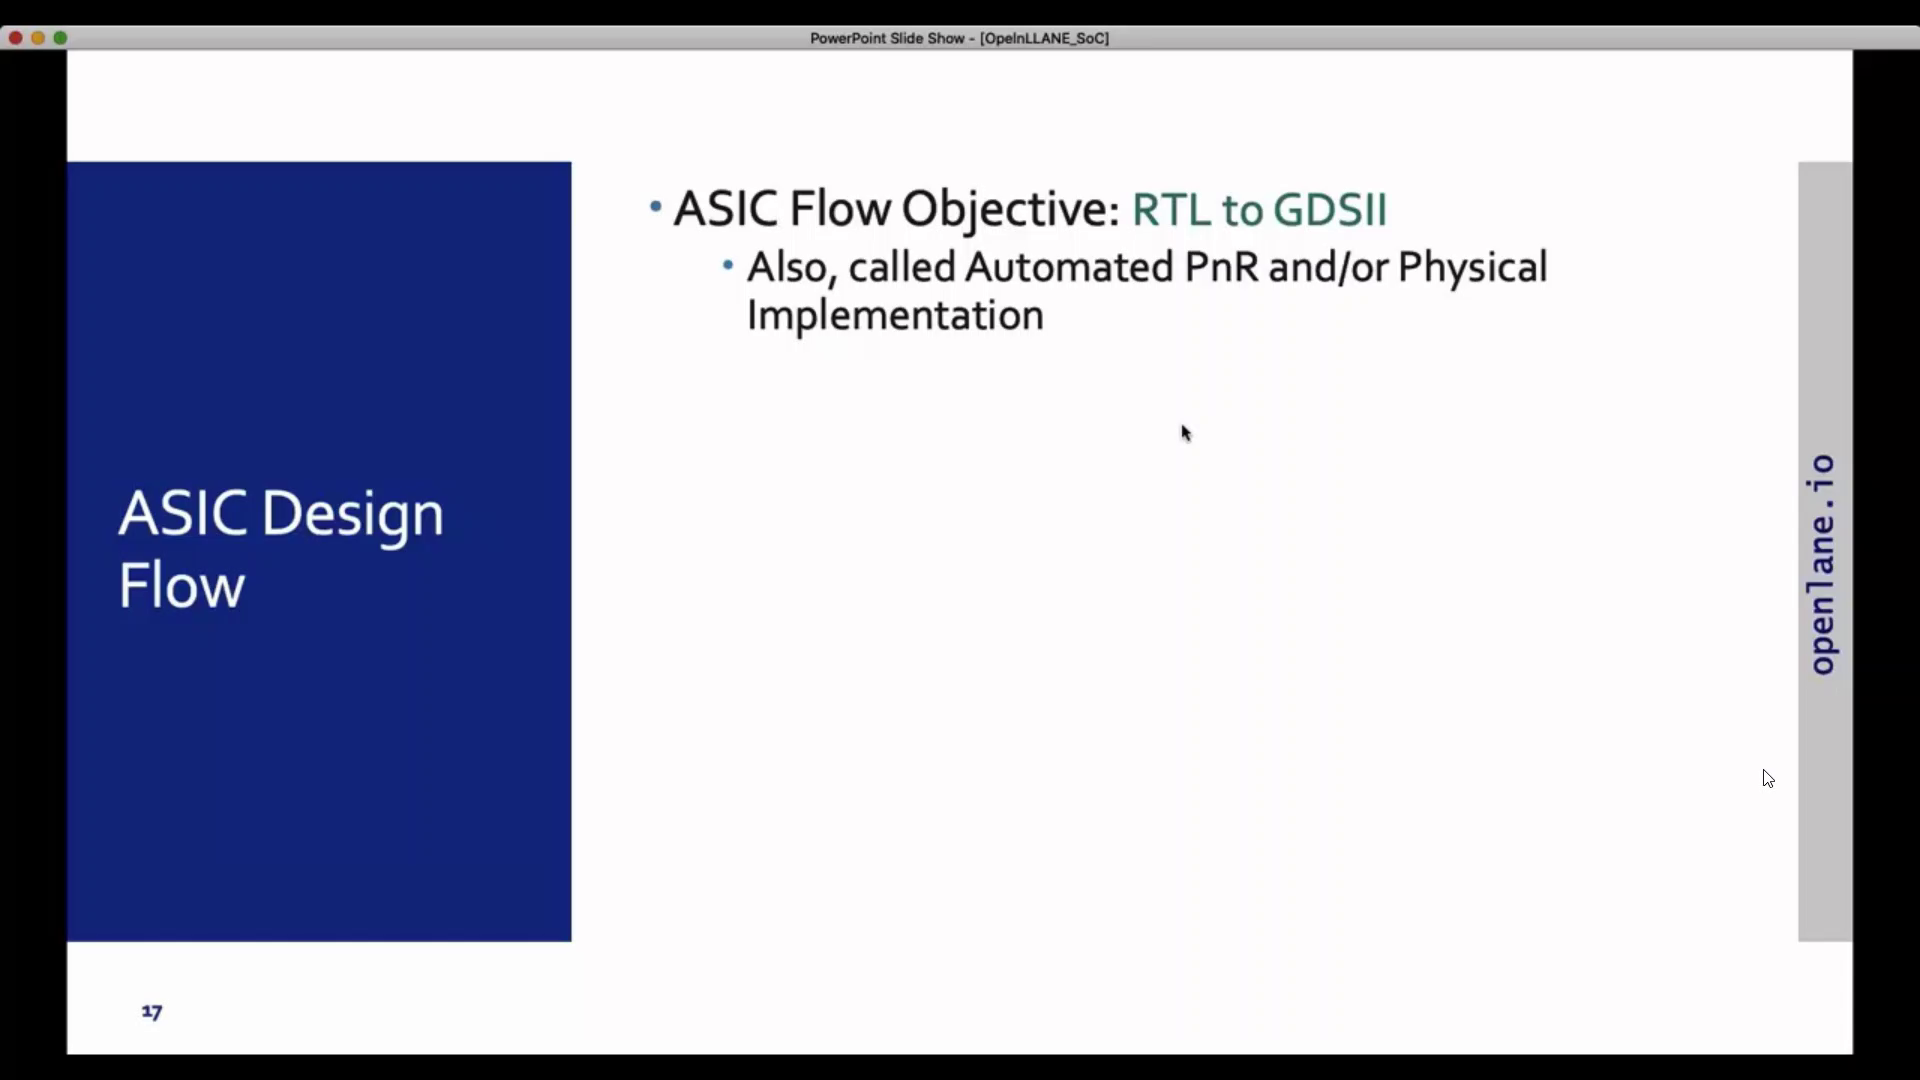 PowerPoint Slide Show - [OpeInLLANE_SoC]
ASIC Design
Flow
• ASIC Flow Objective: RTL to GDSII
• Also, called Automated PnR and/or Physical
Implementation
openlane.io
17